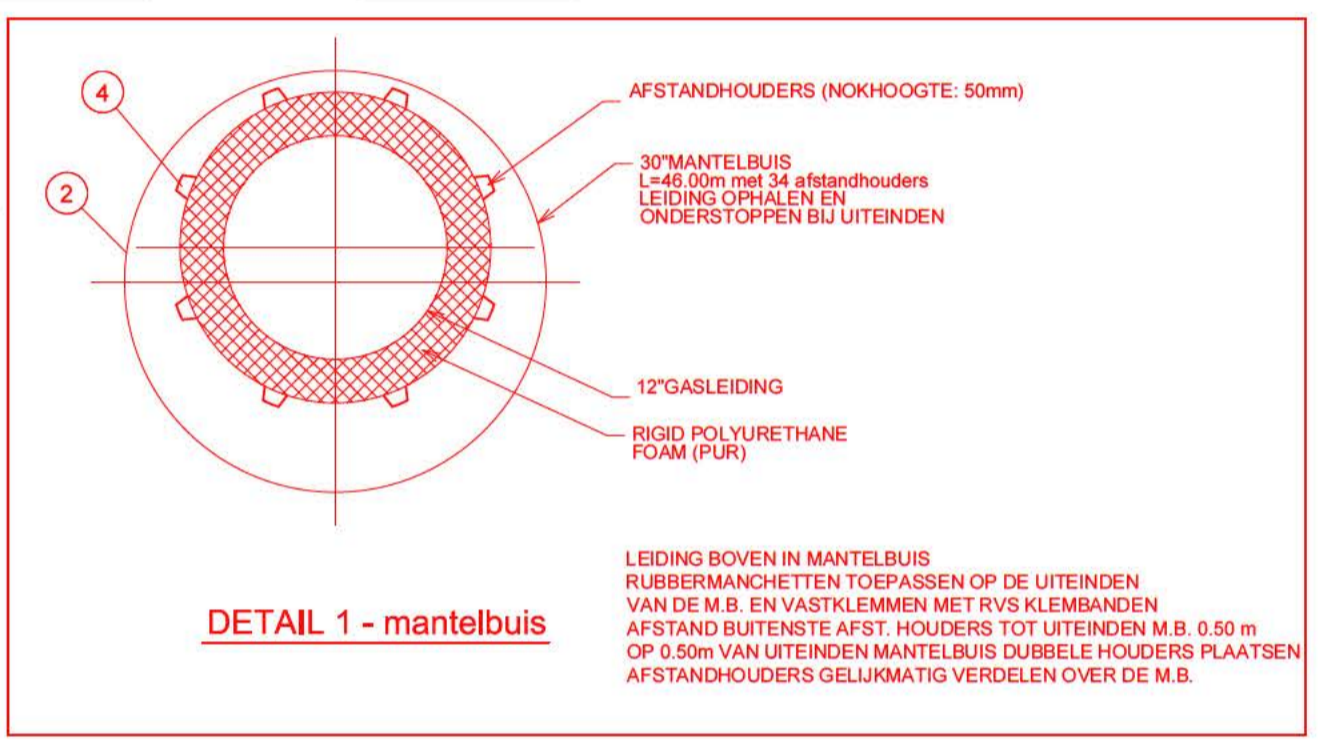 4
2
AFSTANDHOUDERS (NOKHOOGTE: 50mm)
30"MANTELBUIS
L=46.00m met 34 afstandhouders
LEIDING OPHALEN EN
ONDERSTOPPEN BIJ UITEINDEN
12"GASLEIDING
RIGID POLYURETHANE
FOAM (PUR)
DETAIL 1 - mantelbuis
LEIDING BOVEN IN MANTELBUIS
RUBBERMANCHETTEN TOEPASSEN OP DE UITEINDEN
VAN DE M.B. EN VASTKLEMMEN MET RVS KLEMBANDEN
AFSTAND BUITENSTE AFST. HOUDERS TOT UITEINDEN M.B. 0.50 m
OP 0.50m VAN UITEINDEN MANTELBUIS DUBBELE HOUDERS PLAATSEN
AFSTANDHOUDERS GELIJKMATIG VERDELEN OVER DE M.B.